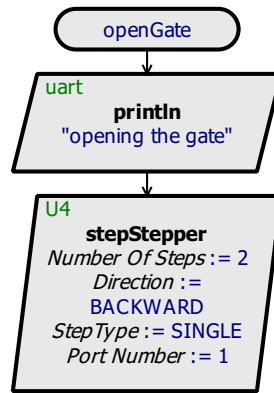 openGate
uart
println
"opening the gate"
U4
stepStepper
Number Of Steps := 2
Direction :=
BACKWARD
StepType := SINGLE
Port Number := 1